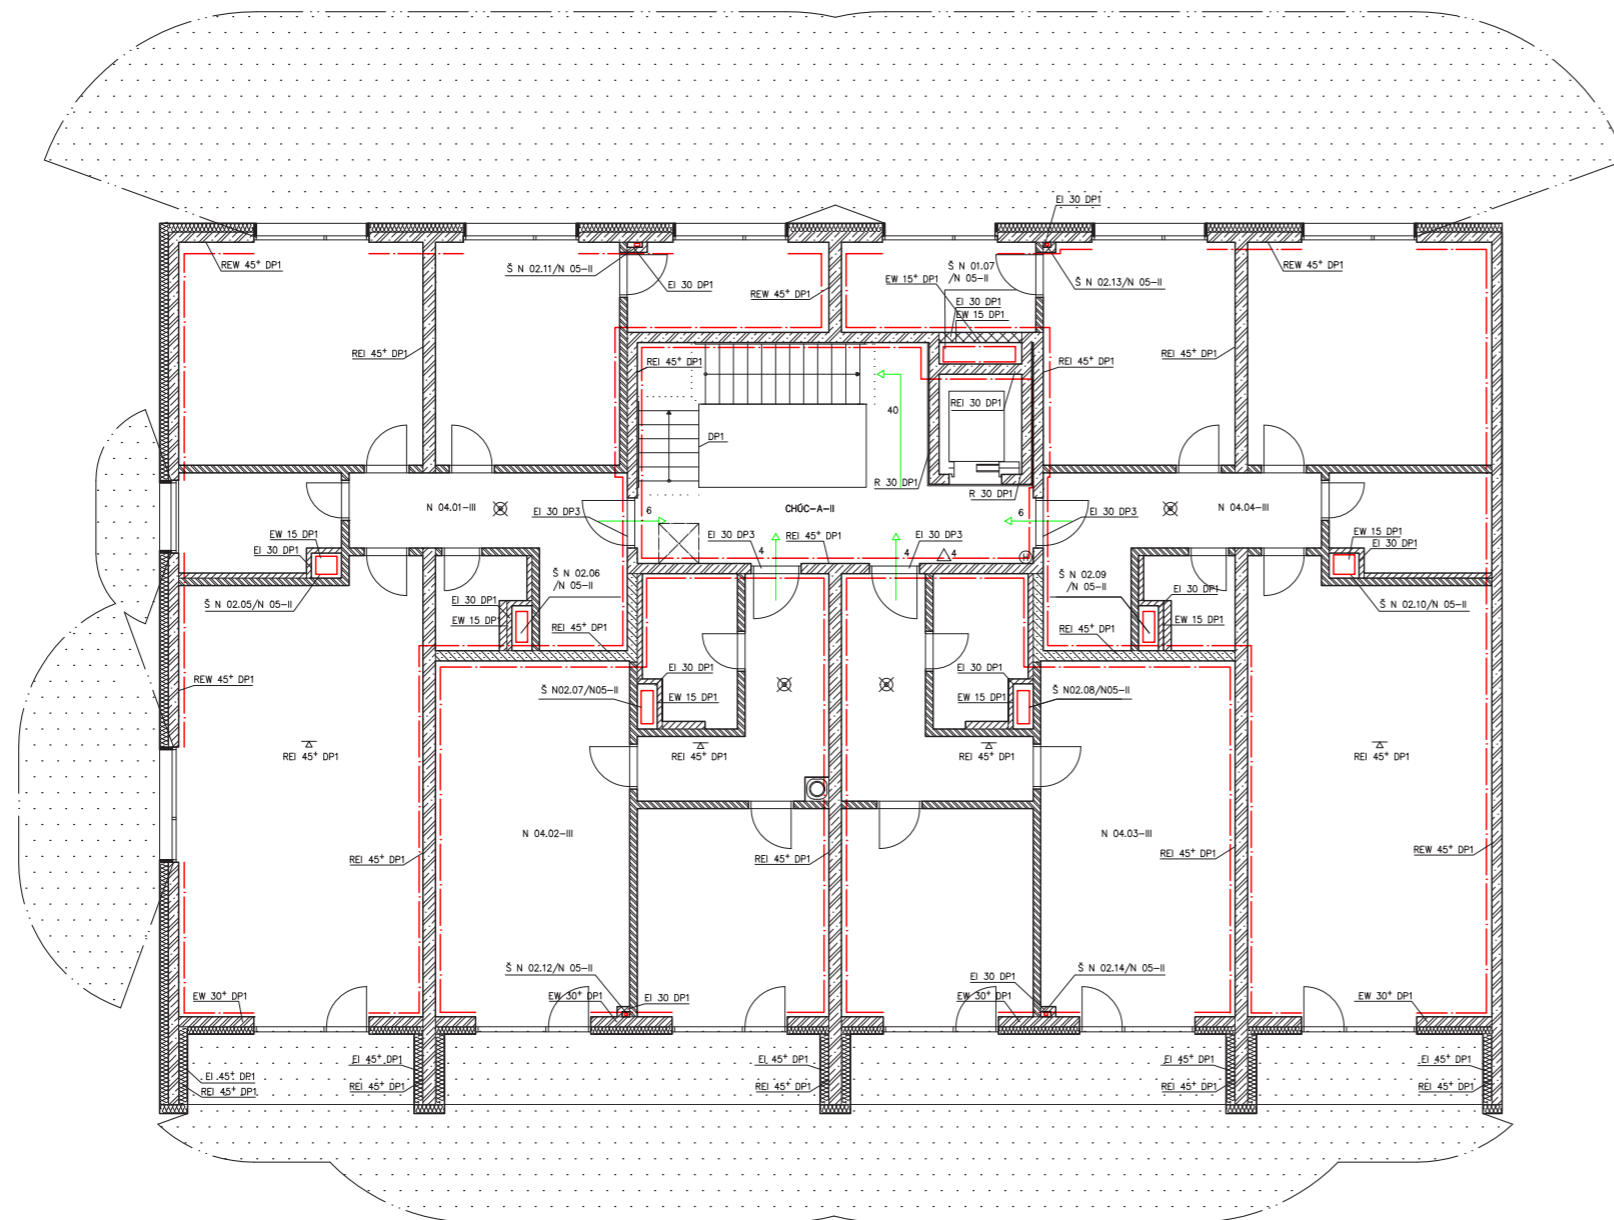 EI 30 DP1
REW 45+ DP1
Š N 02.11/N 05-II
EI 30 DP1
REW 45+ DP1
EW 15+ DP1
Š N 01.07
/N 05-II
EI 30 DP1
EW 15 DP1
Š N 02.13/N 05-II
REW 45+ DP1
REI 45+ DP1
REI 45+ DP1
REI 45+ DP1
REI 45+ DP1
REI 30 DP1
40
DP1
R 30 DP1
R 30 DP1
N 04.01-III
EI 30 DP3
6
CHÚC-A-II
6
EI 30 DP3
N 04.04-III
EI 30 DP3
REI 45+ DP1
EI 30 DP3
4
4
4
H
EW 15 DP1
EI 30 DP1
EW 15 DP1
EI 30 DP1
Š N 02.06
/N 05-II
Š N 02.09
/N 05-II
Š N 02.05/N 05-II
EI 30 DP1
EW 15 DP1
EI 30 DP1
EW 15 DP1
Š N 02.10/N 05-II
REI 45+ DP1
REI 45+ DP1
REW 45+ DP1
EI 30 DP1
EI 30 DP1
Š N02.07/N05-II
EW 15 DP1
EW 15 DP1
Š N02.08/N05-II
REI 45+ DP1
REI 45+ DP1
REI 45+ DP1
REI 45+ DP1
N 04.02-III
N 04.03-III
REI 45+ DP1
REI 45+ DP1
REI 45+ DP1
REW 45+ DP1
Š N 02.12/N 05-II
Š N 02.14/N 05-II
EI 30 DP1
EW 30+ DP1
EW 30+ DP1
EI 30 DP1
EW 30+ DP1
EW 30+ DP1
EI 45+ DP1
EI 45+ DP1
EI 45+ DP1
EI 45+ DP1
EI 45+ DP1
REI 45+ DP1
REI 45+ DP1
REI 45+ DP1
REI 45+ DP1
REI 45+ DP1